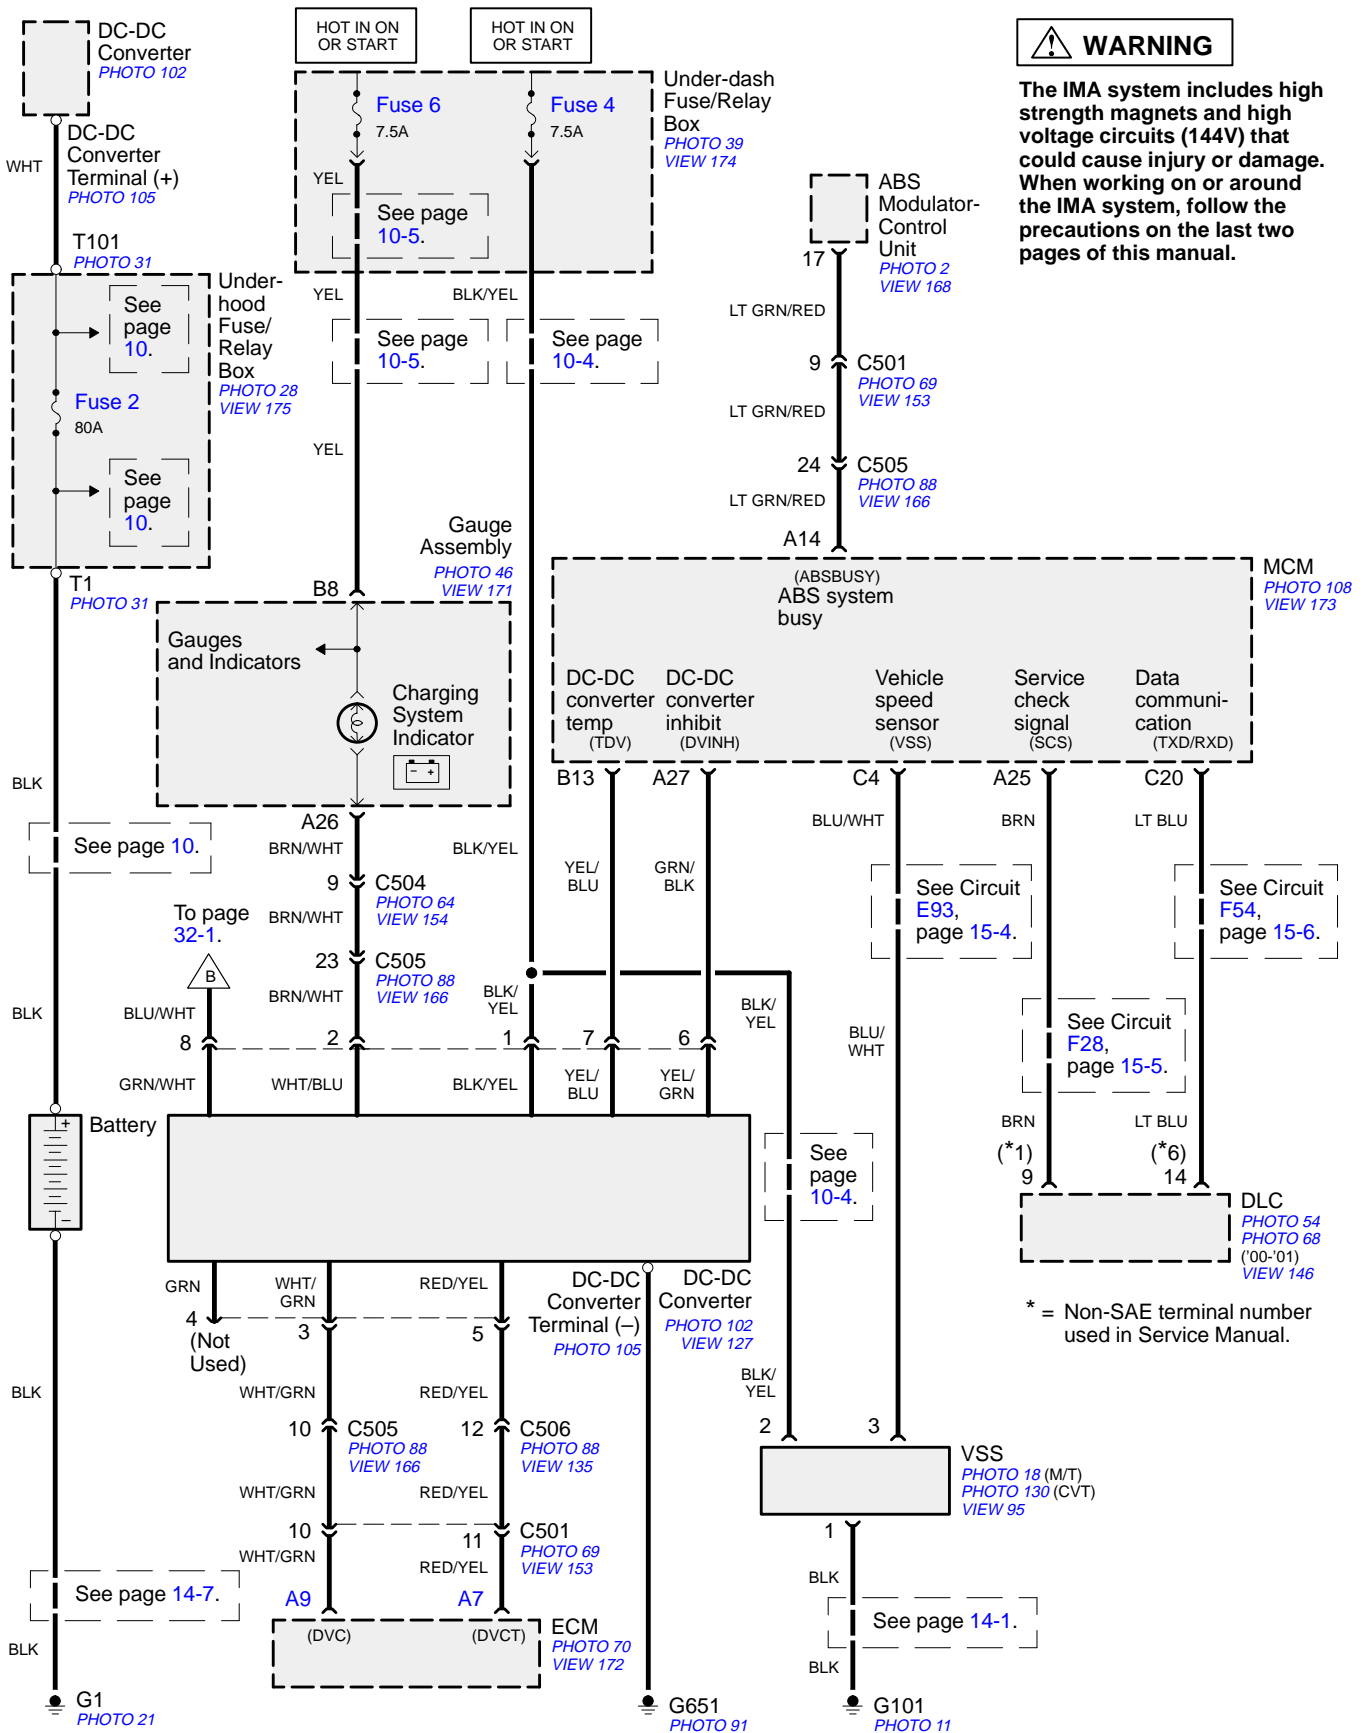 DC-DC
Converter
PHOTO 102
WHT
DC-DC
Converter
Terminal (+)
PHOTO 105
T101
PHOTO 31
See
page
10.
Fuse 2
80A
See
page
10.
Under-
hood
Fuse/
Relay
Box
PHOTO 28
VIEW 175
T1
PHOTO 31
BLK
See page 10.
BLK
Battery
+
–
BLK
See page 14-7.
BLK
G1
PHOTO 21
HOT IN ON
OR START
HOT IN ON
OR START
Fuse 6
7.5A
Fuse 4
7.5A
Under-dash
Fuse/Relay
Box
PHOTO 39
VIEW 174
YEL
See page
10-5.
YEL
BLK/YEL
See page
10-5.
See page
10-4.
YEL
Gauge
Assembly
PHOTO 46
VIEW 171
B8
Gauges
and Indicators
Charging
System
Indicator
– +
A26
BRN/WHT
BLK/YEL
9
C504
PHOTO 64
VIEW 154
BRN/WHT
23
C505
PHOTO 88
VIEW 166
BRN/WHT
To page
32-1.
B
BLU/WHT
BLK/
YEL
8
2
1
7
6
GRN/WHT
WHT/BLU
BLK/YEL
YEL/
BLU
YEL/
GRN
WARNING
The IMA system includes high
strength magnets and high
voltage circuits (144V) that
could cause injury or damage.
When working on or around
the IMA system, follow the
precautions on the last two
pages of this manual.
ABS
Modulator-
Control
Unit
PHOTO 2
VIEW 168
17
LT GRN/RED
9
C501
PHOTO 69
VIEW 153
LT GRN/RED
24
C505
PHOTO 88
VIEW 166
LT GRN/RED
A14
MCM
PHOTO 108
VIEW 173
(ABSBUSY)
ABS system
busy
DC-DC
converter
temp
(TDV)
DC-DC
converter
inhibit
(DVINH)
Vehicle
speed
sensor
(VSS)
Service
check
signal
(SCS)
Data
communi-
cation
(TXD/RXD)
B13
A27
C4
A25
C20
YEL/
BLU
GRN/
BLK
BLU/WHT
BRN
LT BLU
See Circuit
E93,
page 15-4.
See Circuit
F54,
page 15-6.
BLK/
YEL
BLU/
WHT
See Circuit
F28,
page 15-5.
BRN
LT BLU
(*1)
9
(*6)
14
DLC
PHOTO 54
PHOTO 68
('00-'01)
VIEW 146
* = Non-SAE terminal number
used in Service Manual.
See
page
10-4.
GRN
WHT/
GRN
RED/YEL
DC-DC
Converter
Terminal (–)
PHOTO 105
DC-DC
Converter
PHOTO 102
VIEW 127
4
(Not
Used)
3
5
WHT/GRN
RED/YEL
10
C505
PHOTO 88
VIEW 166
12
C506
PHOTO 88
VIEW 135
WHT/GRN
RED/YEL
10
11
C501
PHOTO 69
VIEW 153
WHT/GRN
RED/YEL
A9
A7
(DVC)
(DVCT)
ECM
PHOTO 70
VIEW 172
G651
PHOTO 91
BLK/
YEL
2
3
VSS
PHOTO 18 (M/T)
PHOTO 130 (CVT)
VIEW 95
1
BLK
See page 14-1.
BLK
G101
PHOTO 11